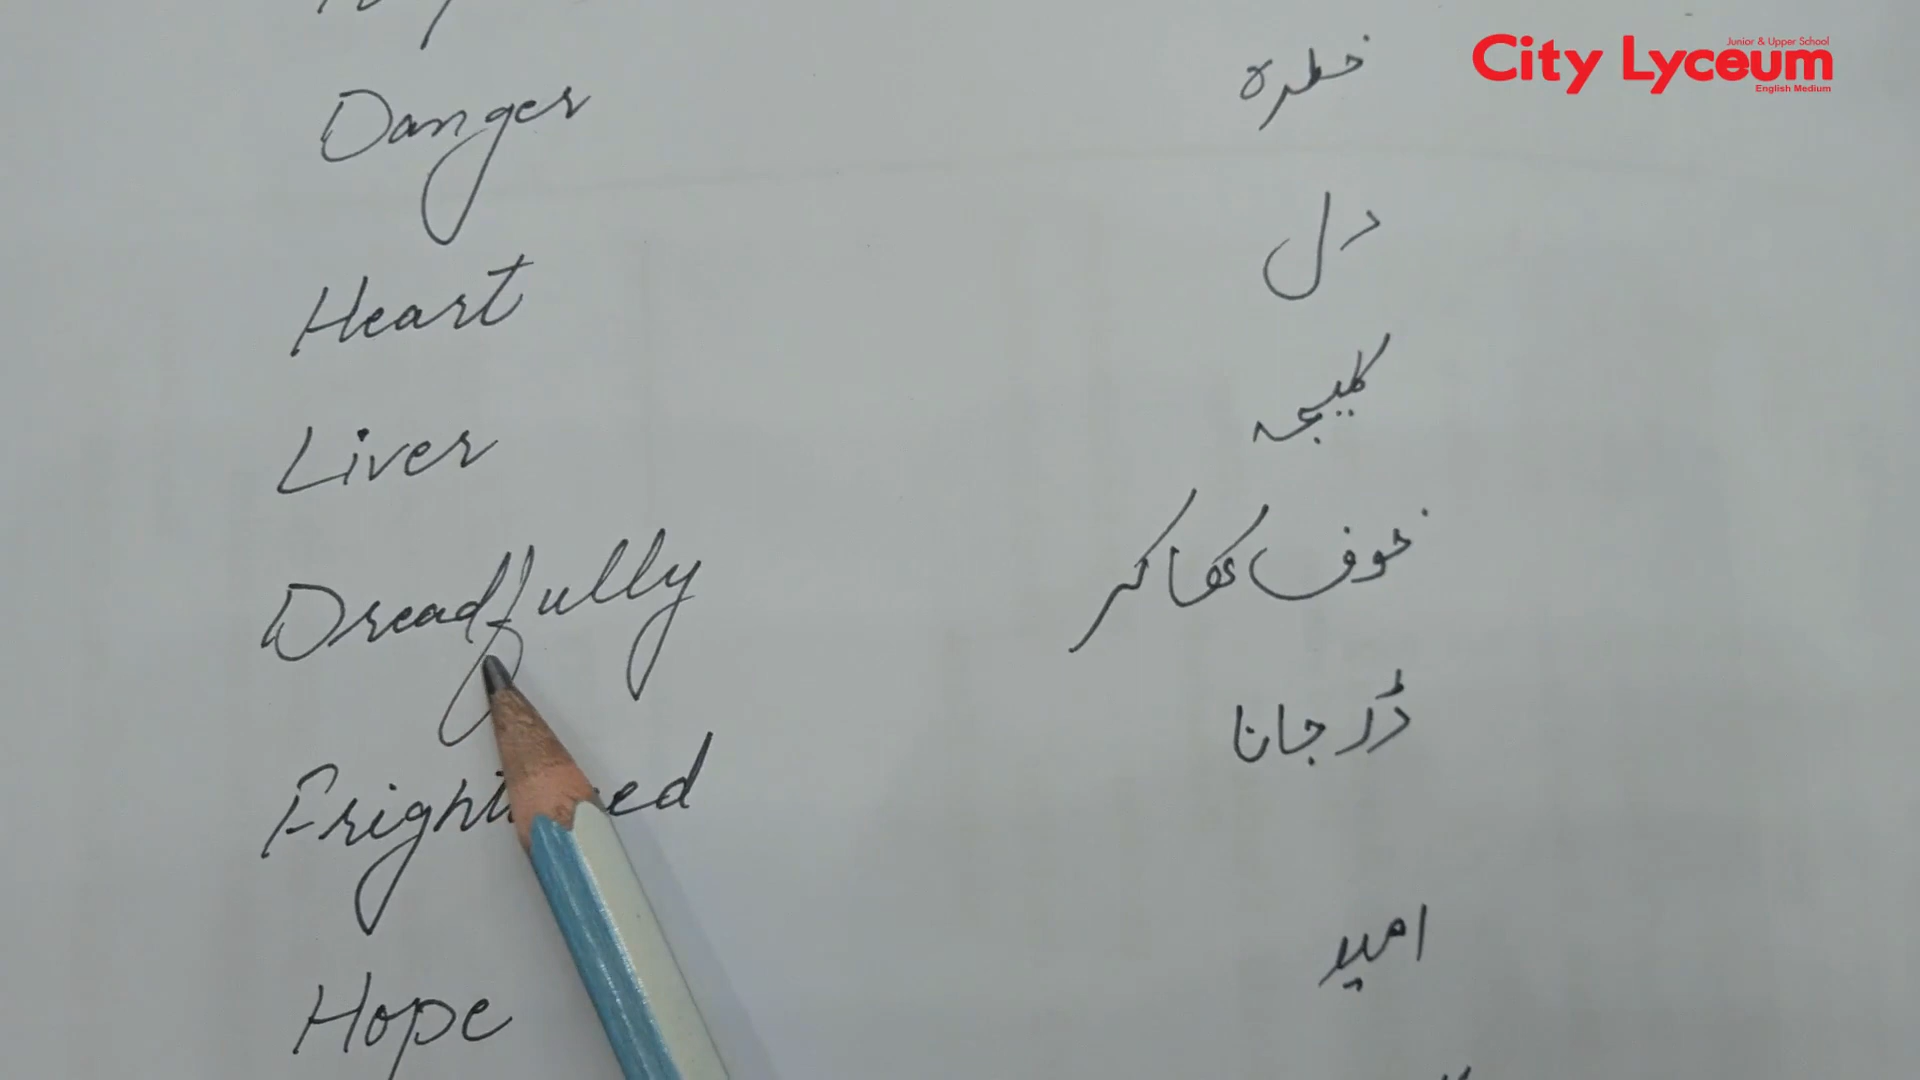 Junior & Upper School
City Lyceum
English Medium
Danger خطرہ
Heart دل
Liver کلیجہ
Dreadfully خوف کھا کر
ڈر جانا
Hope امید